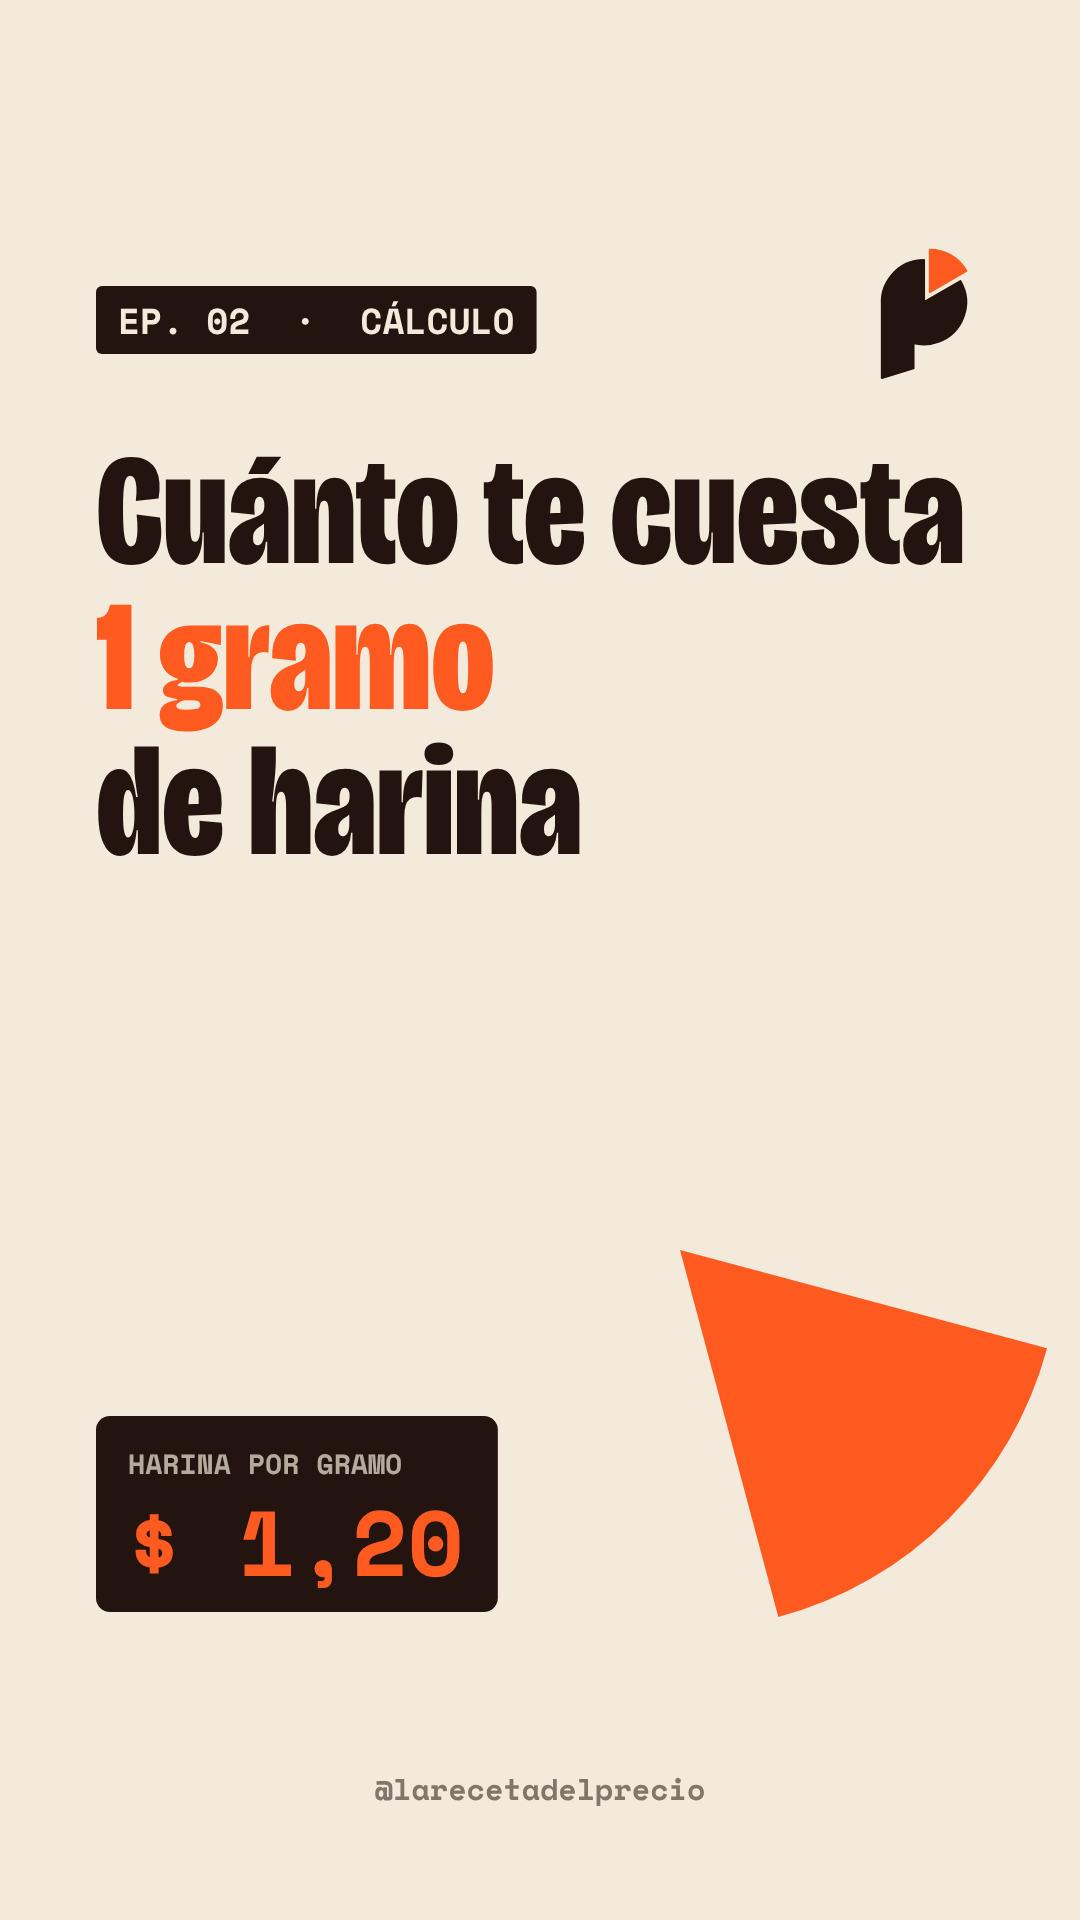 EP. 02 · CÁLCULO
Cuánto te cuesta
1 gramo
de harina
HARINA POR GRAMO
$ 1,20
@larecetadelprecio